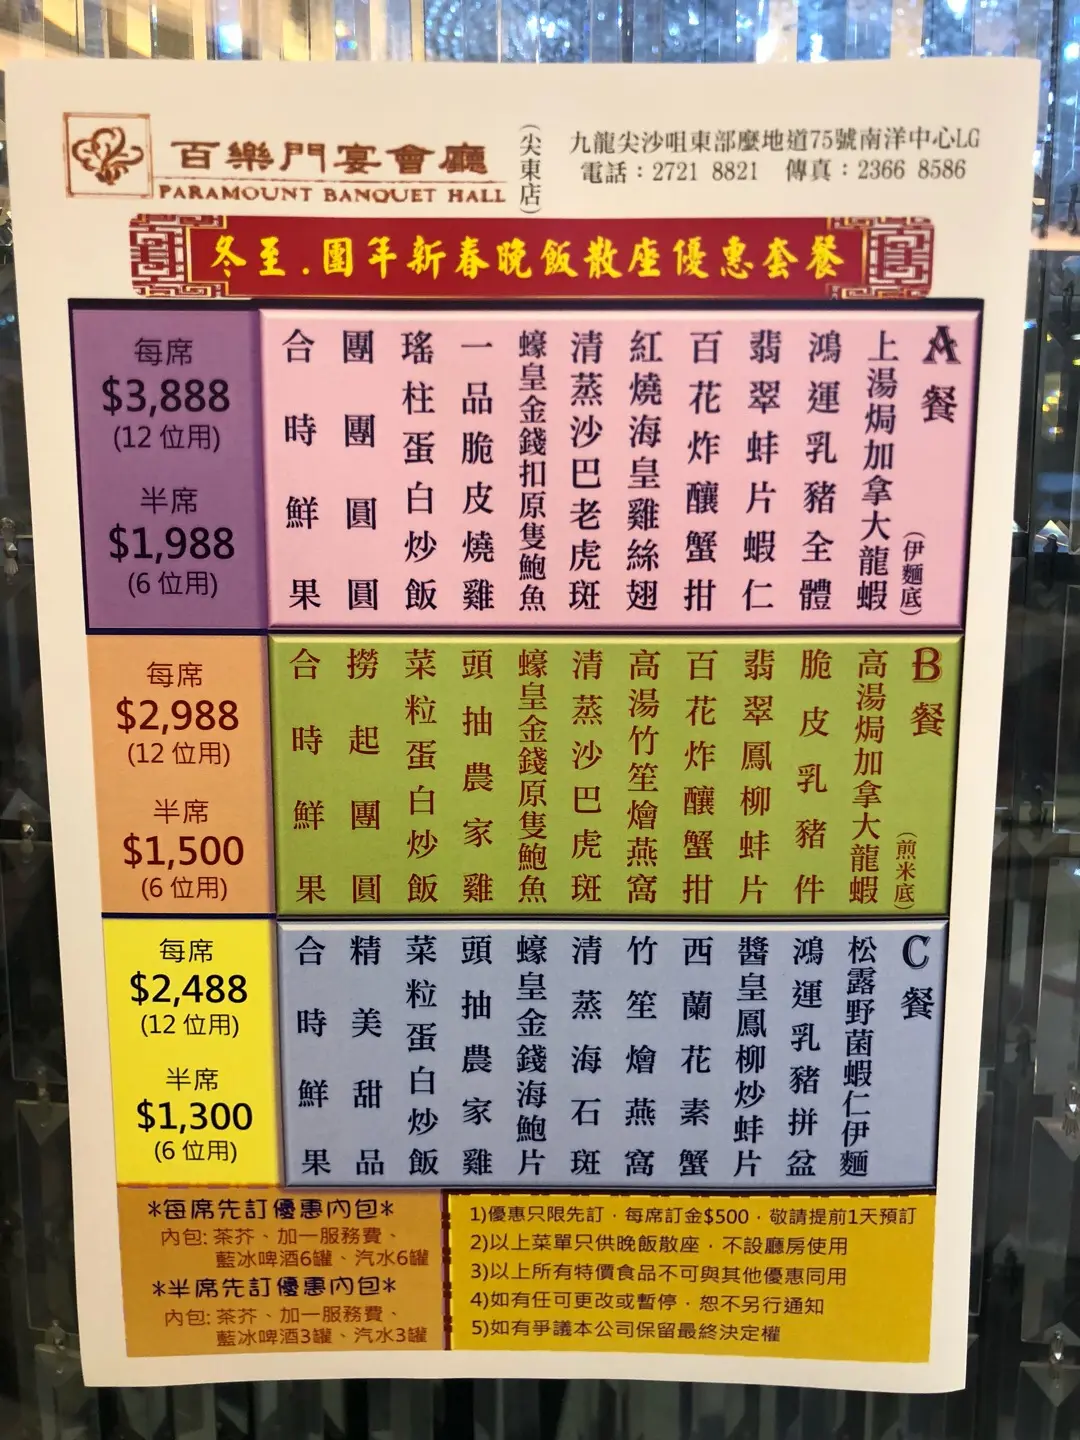 百樂門宴會廳
PARAMOUNT BANQUET HALL
(尖東店)
九龍尖沙咀東部麼地道75號南洋中心LG
電話：2721 8821 傳真：2366 8586
冬至.團年新春晚飯散座優惠套餐
A餐
上湯焗加拿大龍蝦(伊麵底)
鴻運乳豬全體
翡翠蚌片蝦仁
百花炸釀蟹拑
紅燒海皇雞絲翅
清蒸沙巴老虎斑
蠔皇金錢扣原隻鮑魚
一品脆皮燒雞
瑤柱蛋白炒飯
團團圓圓
合時鮮果
每席
$3,888
(12 位用)
半席
$1,988
(6 位用)
B餐
高湯焗加拿大龍蝦(煎米底)
脆皮乳豬件
翡翠鳳柳蚌片
百花炸釀蟹拑
高湯竹笙燴燕窩
清蒸沙巴虎斑
蠔皇金錢原隻鮑魚
頭抽農家雞
菜粒蛋白炒飯
撈起團圓
合時鮮果
每席
$2,988
(12 位用)
半席
$1,500
(6 位用)
C餐
松露野菌蝦仁伊麵
鴻運乳豬拼盆
醬皇鳳柳炒蚌片
西蘭花素蟹
竹笙燴燕窩
清蒸海石斑
蠔皇金錢海鮑片
頭抽農家雞
菜粒蛋白炒飯
精美甜品
合時鮮果
每席
$2,488
(12 位用)
半席
$1,300
(6 位用)
*每席先訂優惠內包*
內包: 茶芥、加一服務費、
藍冰啤酒6罐、汽水6罐
*半席先訂優惠內包*
內包: 茶芥、加一服務費、
藍冰啤酒3罐、汽水3罐
1)優惠只限先訂，每席訂金$500，敬請提前1天預訂
2)以上菜單只供晚飯散座，不設廳房使用
3)以上所有特價食品不可與其他優惠同用
4)如有任可更改或暫停，恕不另行通知
5)如有爭議本公司保留最終決定權